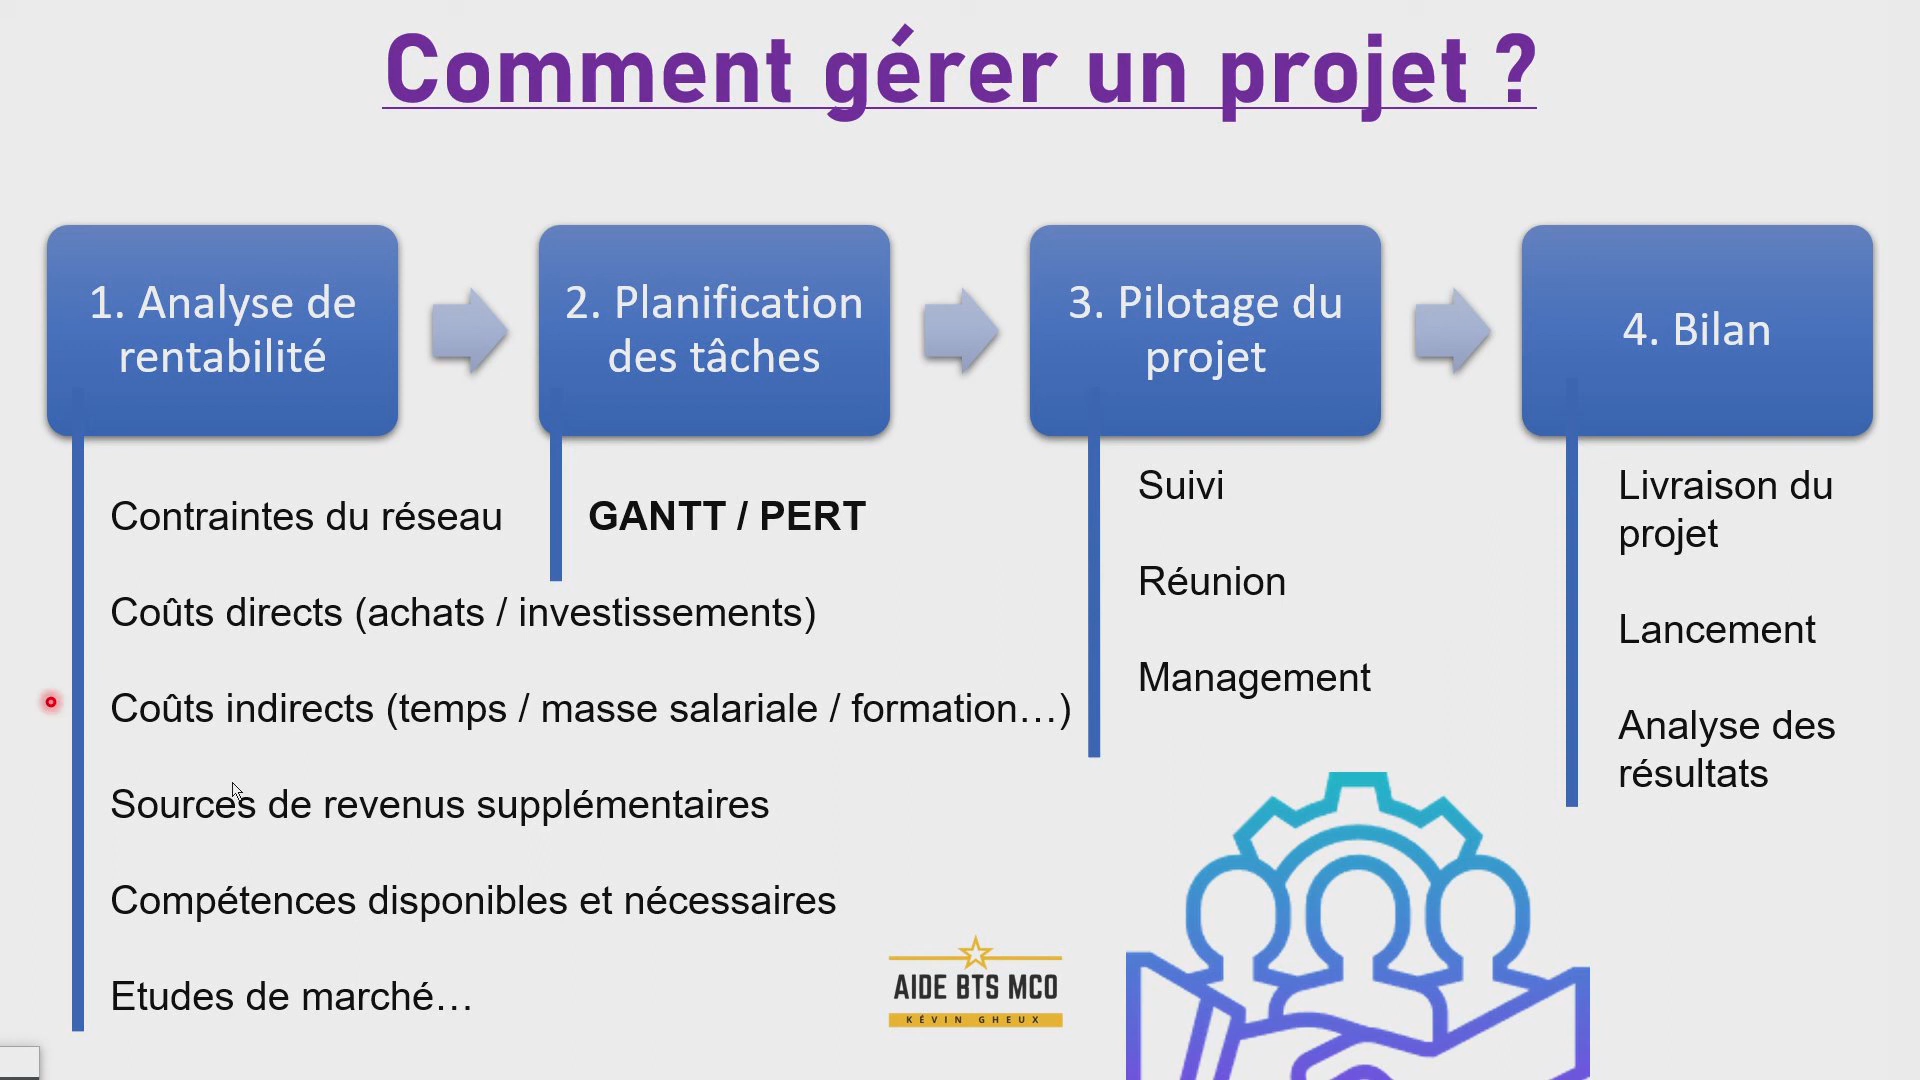 Comment gérer un projet ?
1. Analyse de
rentabilité
2. Planification
des tâches
3. Pilotage du
projet
4. Bilan
Contraintes du réseau
Coûts directs (achats / investissements)
Coûts indirects (temps / masse salariale / formation…)
Sources de revenus supplémentaires
Compétences disponibles et nécessaires
Etudes de marché…
GANTT / PERT
Suivi
Réunion
Management
Livraison du
projet
Lancement
Analyse des
résultats
AIDE BTS MCO
KÉVIN GHEUX